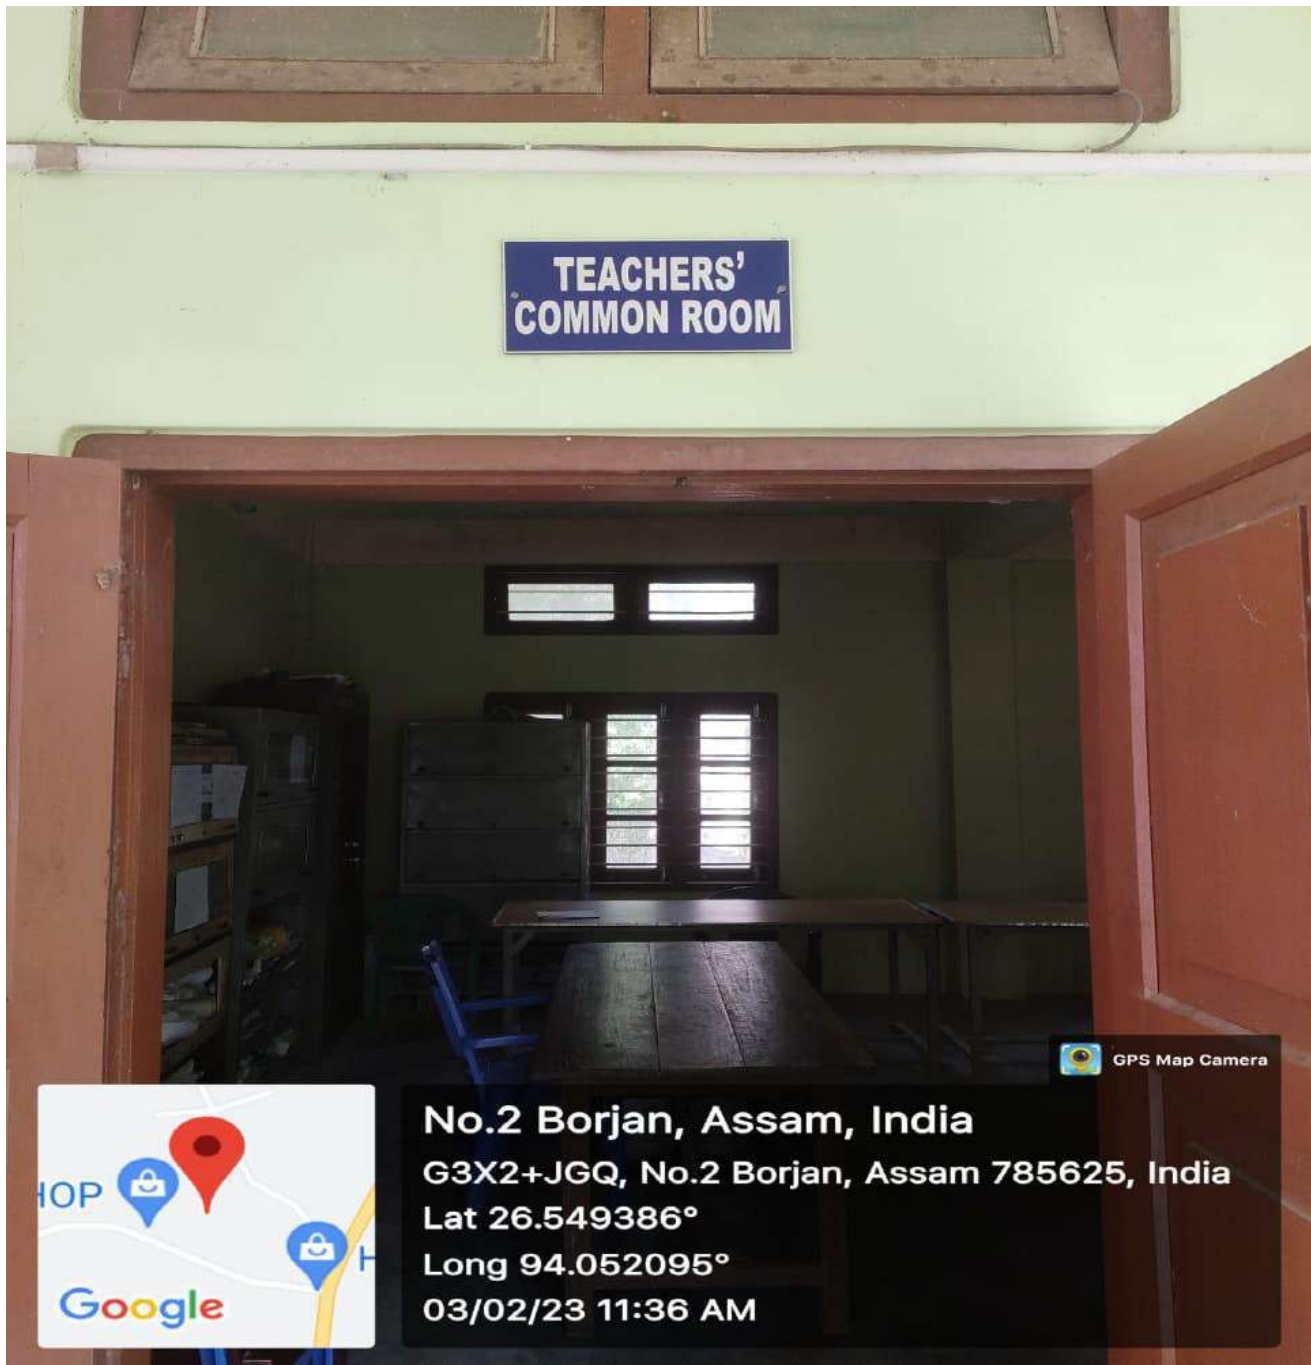 TEACHERS'
COMMON ROOM
GPS Map Camera
HOP
H
Google
No.2 Borjan, Assam, India
G3X2+JGQ, No.2 Borjan, Assam 785625, India
Lat 26.549386°
Long 94.052095°
03/02/23 11:36 AM